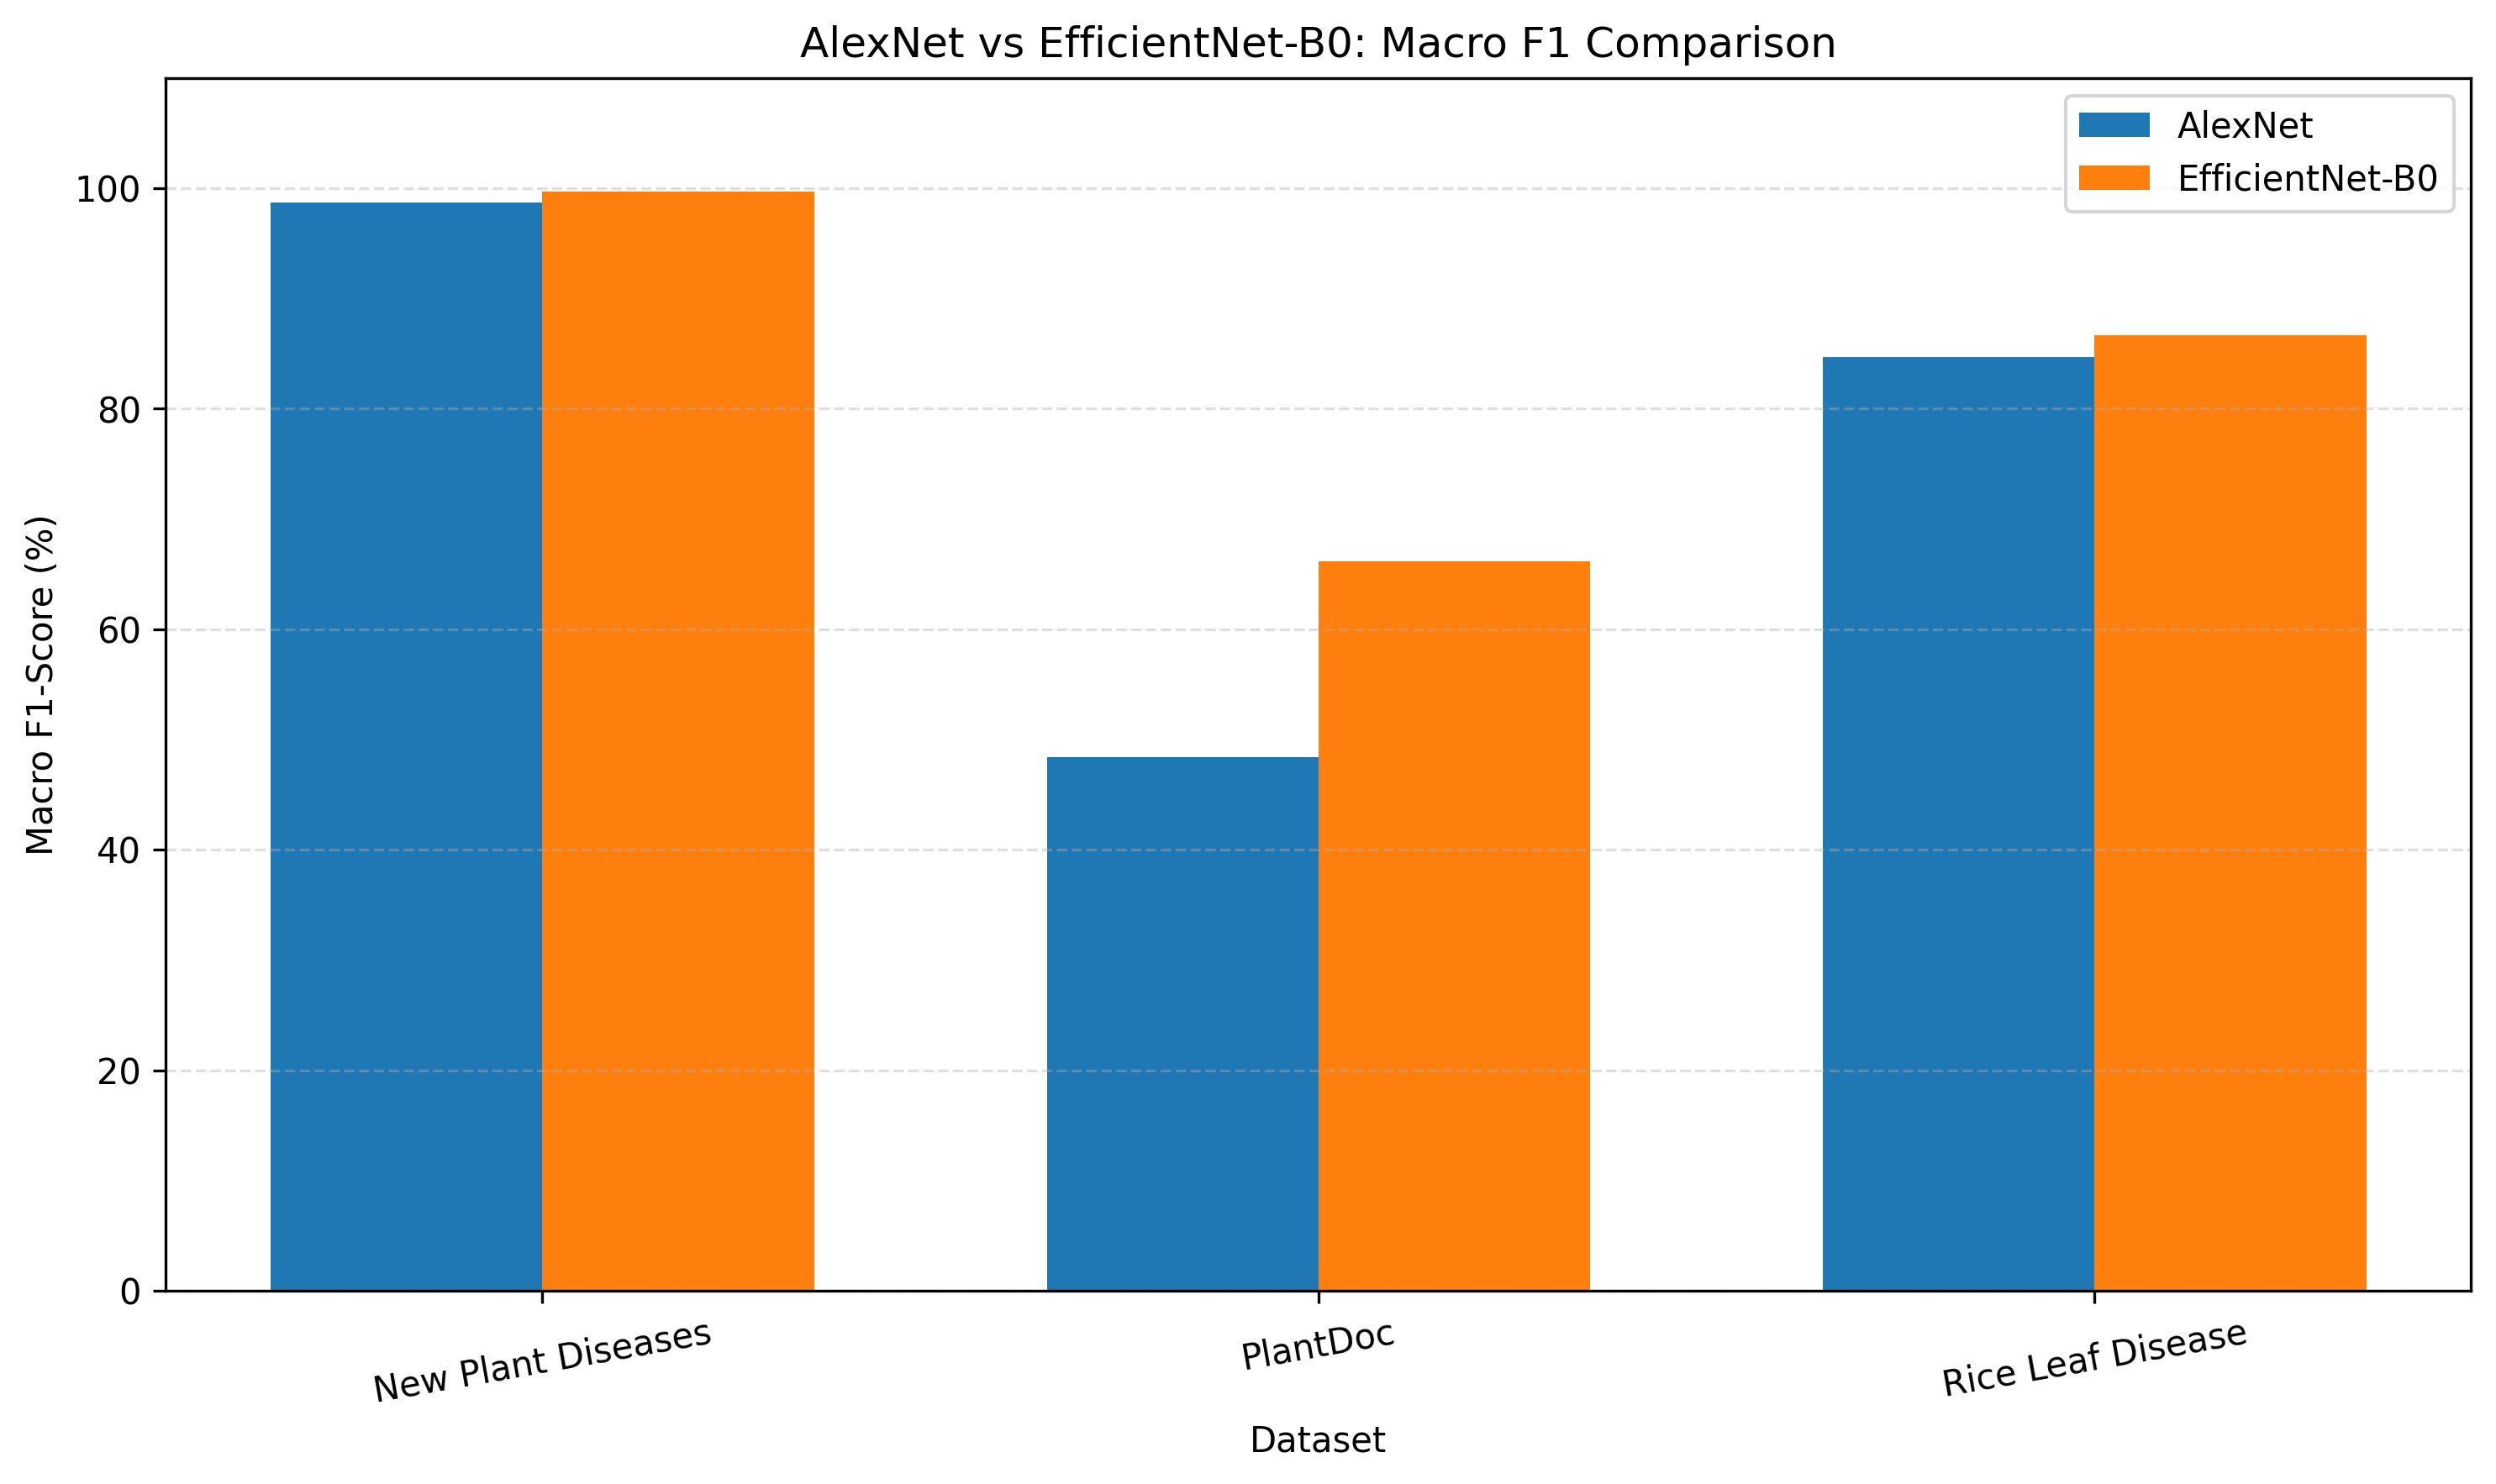 AlexNet vs EfficientNet-B0: Macro F1 Comparison
AlexNet
EfficientNet-B0
Macro F1-Score (%)
100
80
60
40
20
0
New Plant Diseases
PlantDoc
Rice Leaf Disease
Dataset